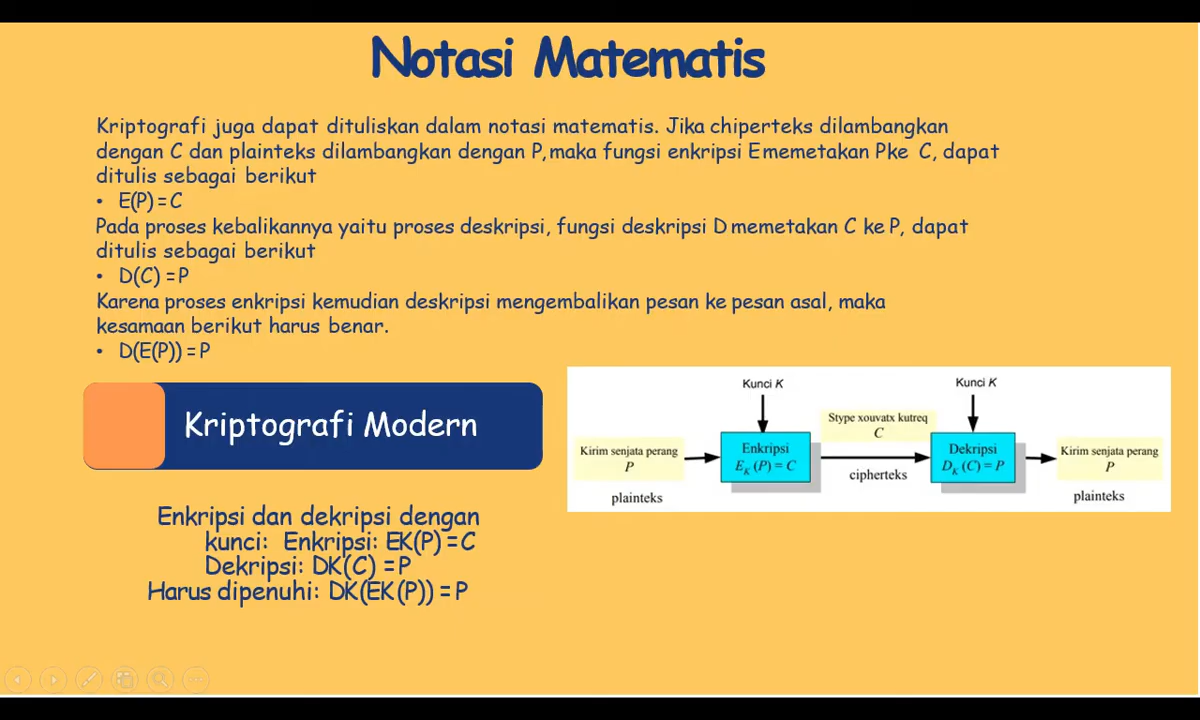 Notasi Matematis
Kriptografi juga dapat dituliskan dalam notasi matematis. Jika chiperteks dilambangkan
dengan C dan plainteks dilambangkan dengan P, maka fungsi enkripsi E memetakan P ke C, dapat
ditulis sebagai berikut
• E(P) = C
Pada proses kebalikannya yaitu proses deskripsi, fungsi deskripsi D memetakan C ke P, dapat
ditulis sebagai berikut
• D(C) = P
Karena proses enkripsi kemudian deskripsi mengembalikan pesan ke pesan asal, maka
kesamaan berikut harus benar.
• D(E(P)) = P
Kriptografi Modern
Enkripsi dan dekripsi dengan
kunci: Enkripsi: EK(P) = C
Dekripsi: DK(C) = P
Harus dipenuhi: DK(EK(P)) = P
Kunci K
Kunci K
Stype xouvatx kutreq
C
Kirim senjata perang
P
plainteks
Enkripsi
E_K (P) = C
cipherteks
Dekripsi
D_K (C) = P
Kirim senjata perang
P
plainteks